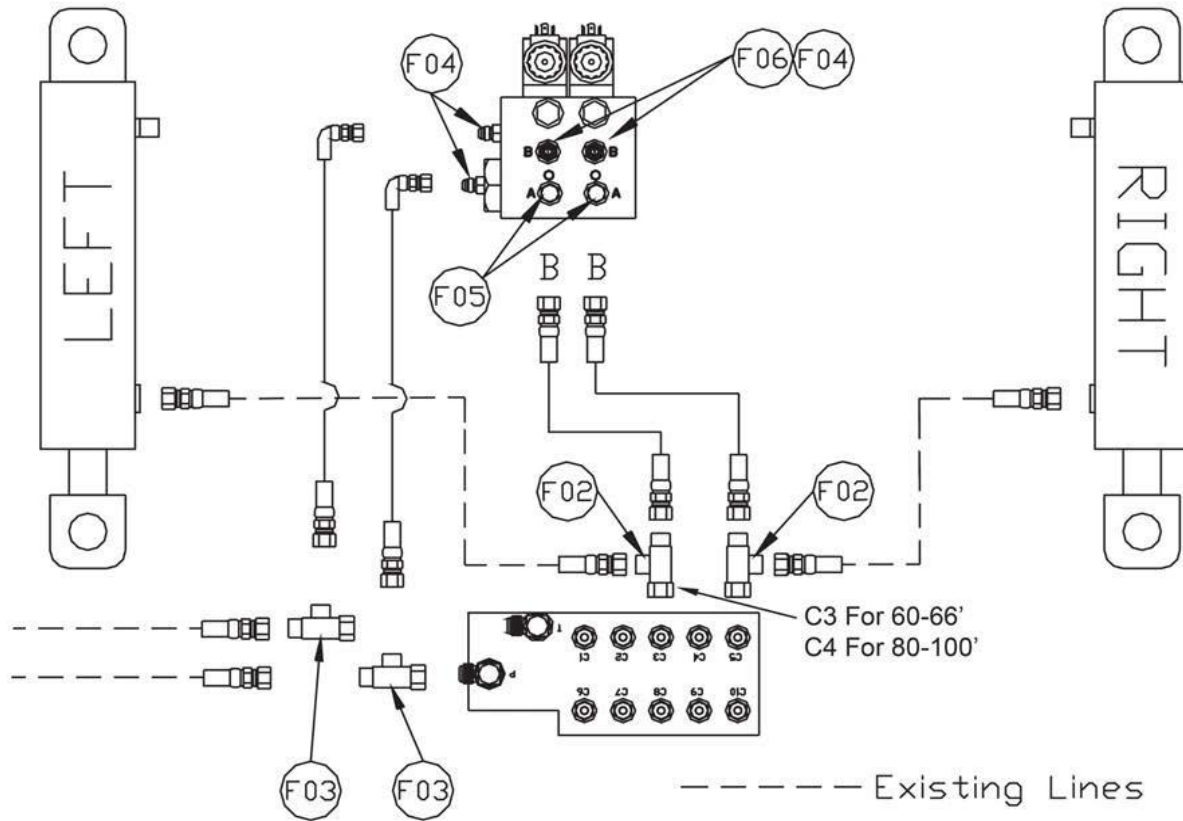 F04
F06 F04
B B
A A
LEFT
RIGHT
F05
B B
F02
F02
C3 For 60-66'
C4 For 80-100'
T
C1 C2 C3 C4 C5
P
C6 C7 C8 C9 C10
F03 F03
Existing Lines